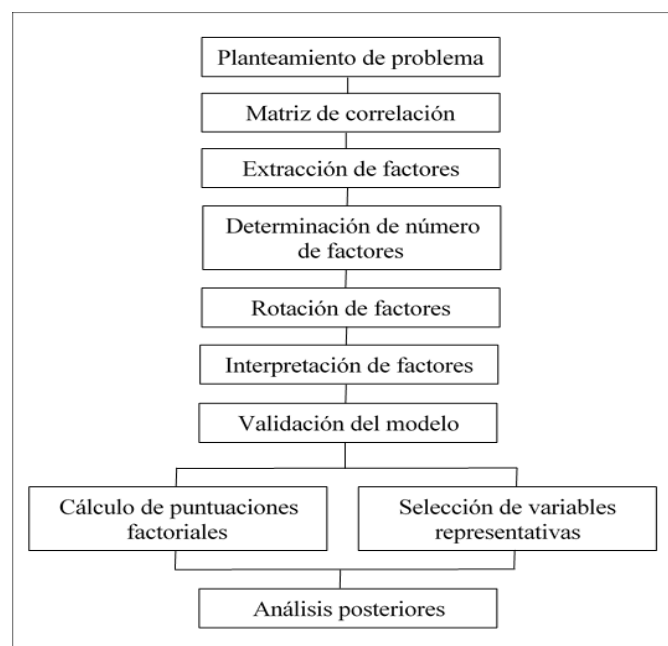 Planteamiento de problema
Matriz de correlación
Extracción de factores
Determinación de número
de factores
Rotación de factores
Interpretación de factores
Validación del modelo
Cálculo de puntuaciones
factoriales
Selección de variables
representativas
Análisis posteriores